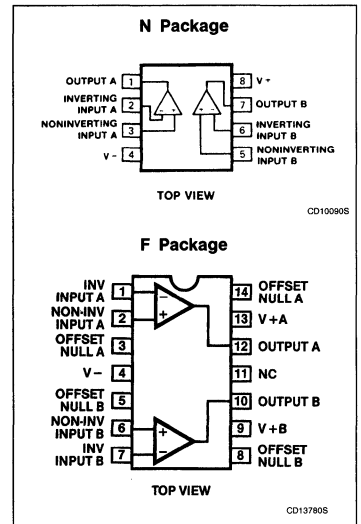 N Package
OUTPUT A 1
8 V +
INVERTING
INPUT A 2
7 OUTPUT B
NONINVERTING
INPUT A 3
6 INVERTING
INPUT B
V - 4
5 NONINVERTING
INPUT B
- +
+ -
TOP VIEW
CD10090S
F Package
INV
INPUT A 1
14 OFFSET
NULL A
NON-INV
INPUT A 2
13 V +A
OFFSET
NULL A 3
12 OUTPUT A
V- 4
11 NC
OFFSET
NULL B 5
10 OUTPUT B
NON-INV
INPUT B 6
9 V +B
INV
INPUT B 7
8 OFFSET
NULL B
-
+
+
-
TOP VIEW
CD13780S